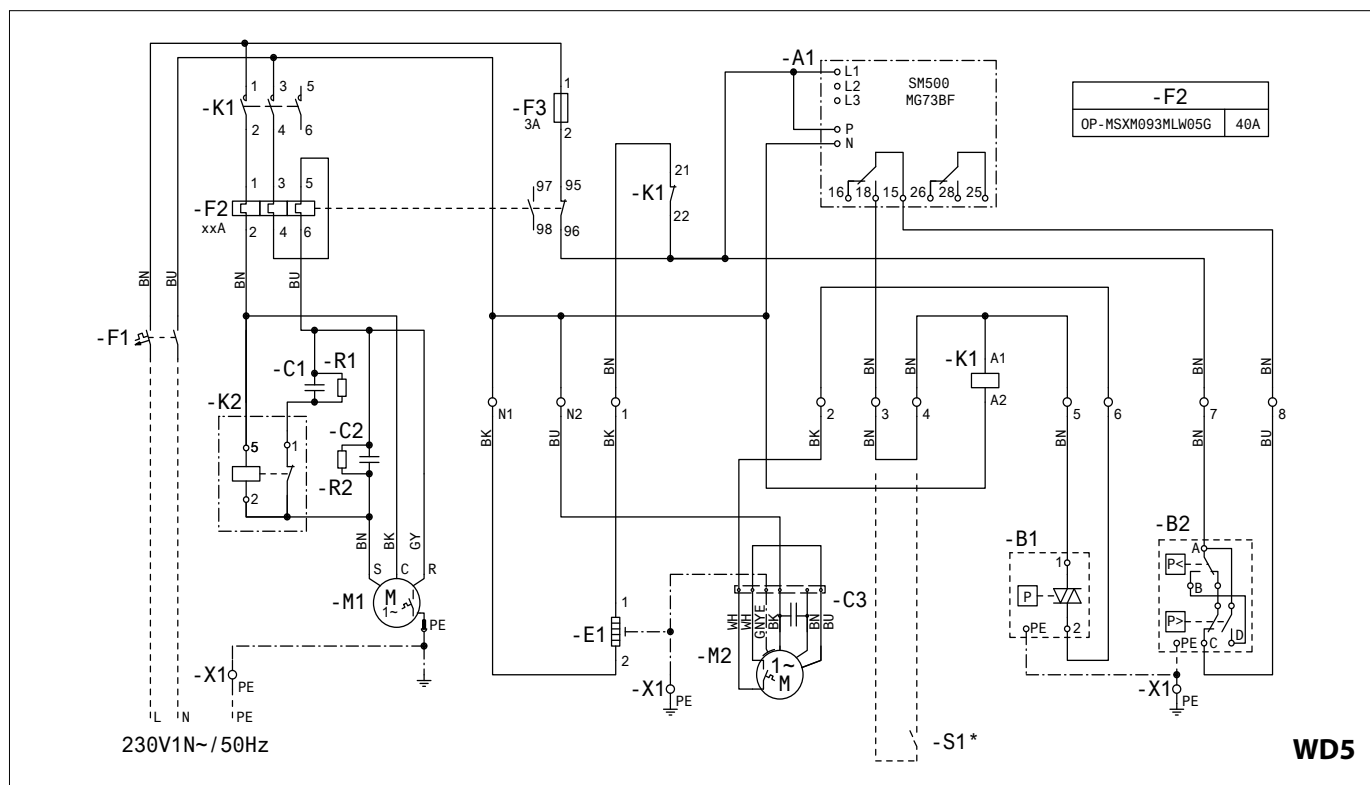 -A1
L1
L2
L3
P
N
SM500
MG73BF
16 18 15 26 28 25
-F2
OP-MSXM093MLW05G 40A
-K1
1 3 5
2 4 6
-F3
3A
1
2
-F2
xxA
1 3 5
2 4 6
97 95
98 96
-K1
21
22
BN BU BN BU
-F1
-C1
-R1
-K2
5 1
2
-C2
-R2
BN BK GY
S C R
-M1
M
1~
PE
-X1
PE
L N PE
230V1N~/50Hz
BN BN BN BN BN
-K1
A1
A2
N1 N2 1 2 3 4 5 6 7 8
BK BU BK BK BN BN BN BN BU
-E1
1
2
-X1
PE
WH WH GNYE BK BN BU
-C3
-M2
1~
M
-S1*
-B1
1
P
PE
2
-B2
A
P<
B
P>
PE C D
-X1
PE
WD5